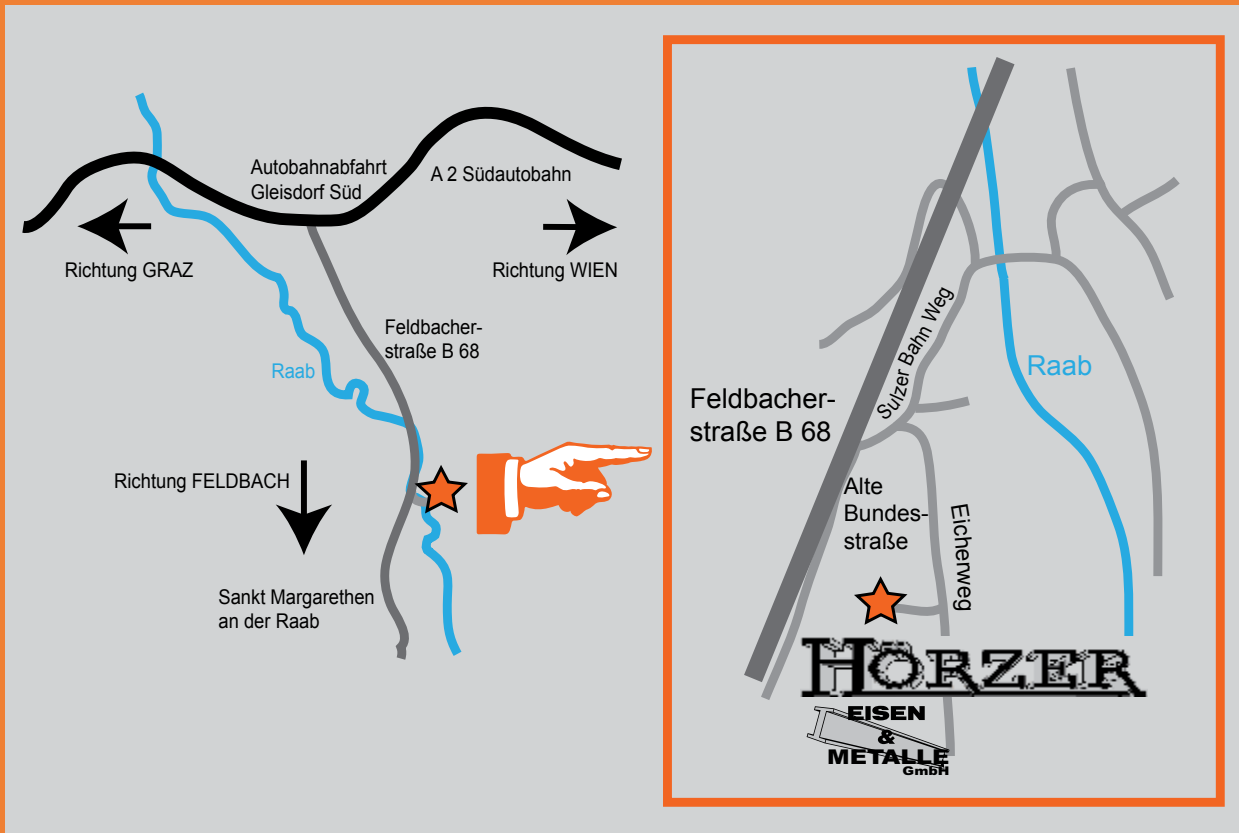 Autobahnabfahrt
Gleisdorf Süd
A 2 Südautobahn
Richtung GRAZ
Richtung WIEN
Feldbacher-
straße B 68
Raab
Richtung FELDBACH
Sankt Margarethen
an der Raab
Sulzer Bahn Weg
Raab
Feldbacher-
straße B 68
Alte
Bundes-
straße
Eicherweg
HÖRZER
EISEN
&
METALLE
GmbH